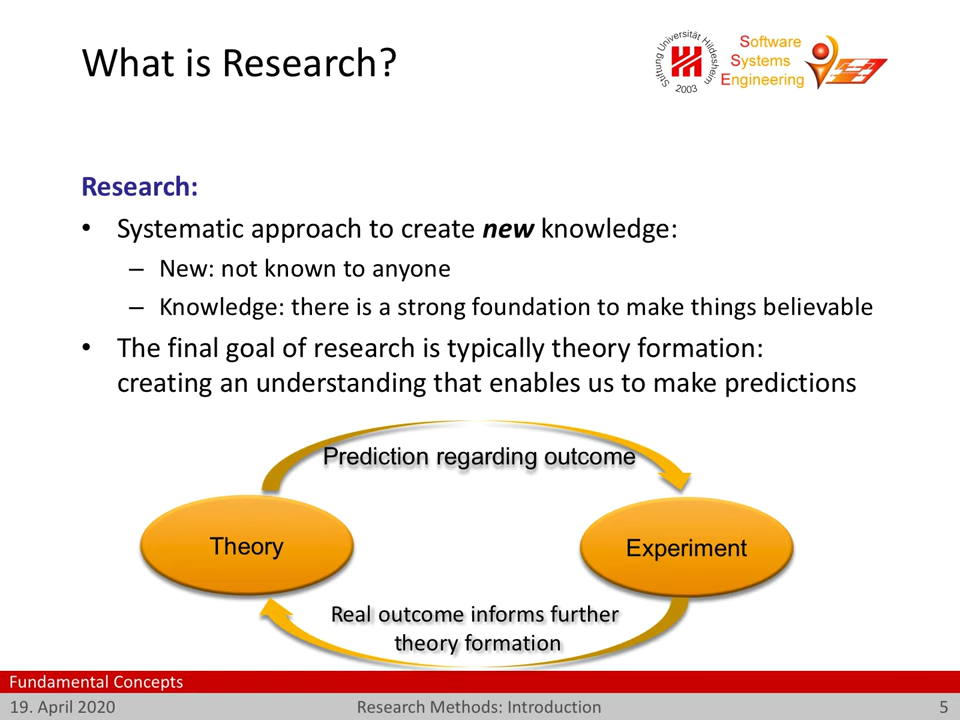 What is Research?
Stiftung Universität Hildesheim
2003
Software
Systems
Engineering
Research:
• Systematic approach to create new knowledge:
– New: not known to anyone
– Knowledge: there is a strong foundation to make things believable
• The final goal of research is typically theory formation:
creating an understanding that enables us to make predictions
Prediction regarding outcome
Theory
Experiment
Real outcome informs further
theory formation
Fundamental Concepts
19. April 2020 Research Methods: Introduction 5